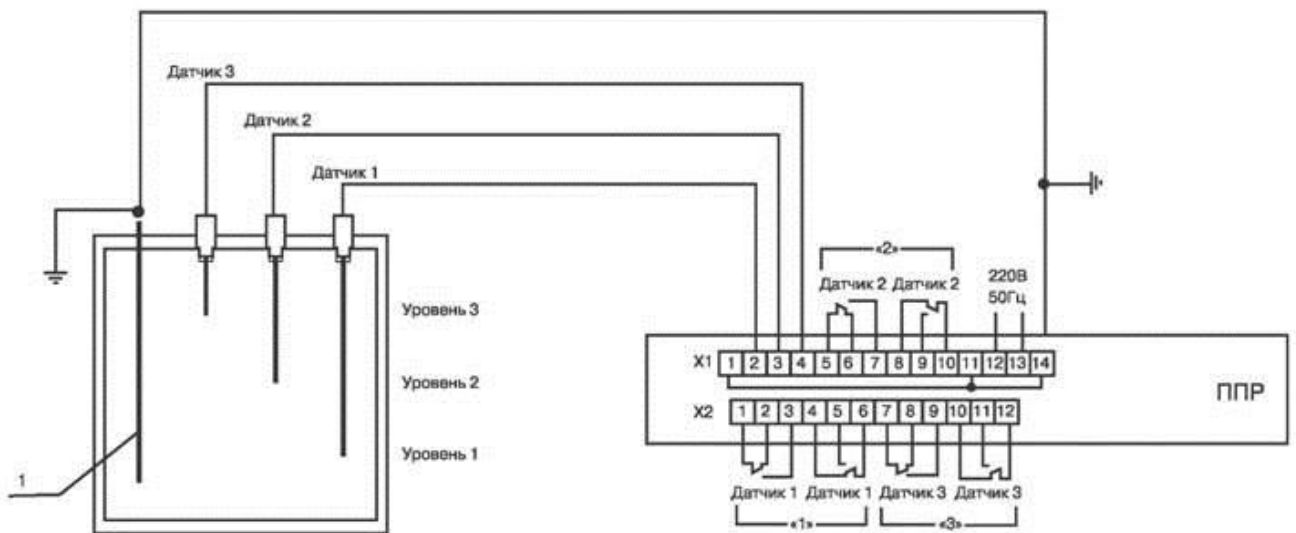 Датчик 3
Датчик 2
Датчик 1
«2»
Датчик 2 Датчик 2
220В
50Гц
Уровень 3
Уровень 2
Уровень 1
1
X1 1 2 3 4 5 6 7 8 9 10 11 12 13 14
ППР
X2 1 2 3 4 5 6 7 8 9 10 11 12
Датчик 1 Датчик 1 Датчик 3 Датчик 3
«1» «3»